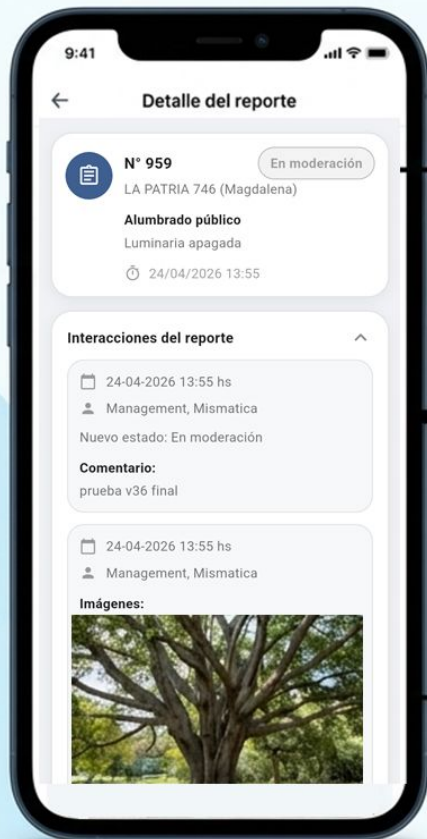 9:41
Detalle del reporte
N° 959
En moderación
LA PATRIA 746 (Magdalena)
Alumbrado público
Luminaria apagada
24/04/2026 13:55
Interacciones del reporte
24-04-2026 13:55 hs
Management, Mismatica
Nuevo estado: En moderación
Comentario:
prueba v36 final
24-04-2026 13:55 hs
Management, Mismatica
Imágenes: